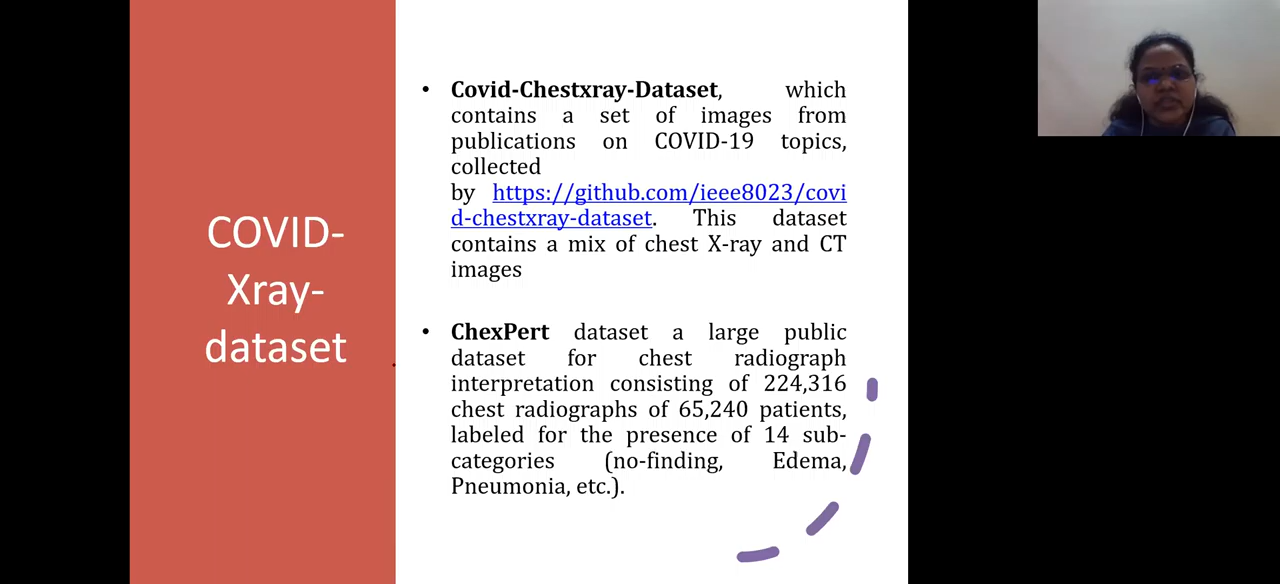 COVID-
Xray-
dataset
• Covid-Chestxray-Dataset, which
contains a set of images from
publications on COVID-19 topics,
collected
by https://github.com/ieee8023/covi
d-chestxray-dataset. This dataset
contains a mix of chest X-ray and CT
images
• ChexPert dataset a large public
dataset for chest radiograph
interpretation consisting of 224,316
chest radiographs of 65,240 patients,
labeled for the presence of 14 sub-
categories (no-finding, Edema,
Pneumonia, etc.).